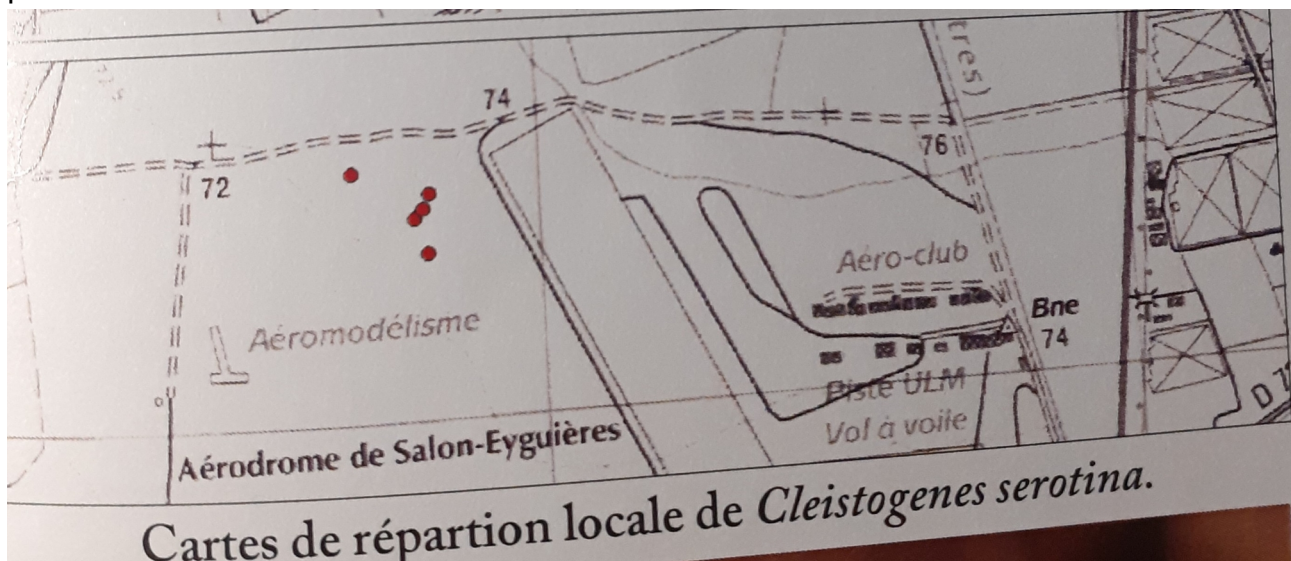 tres)
74
76
72
Aéro-club
Bne
74
Aéromodélisme
Piste ULM
Vol à voile
Aérodrome de Salon-Eyguières
Cartes de répartion locale de Cleistogenes serotina.